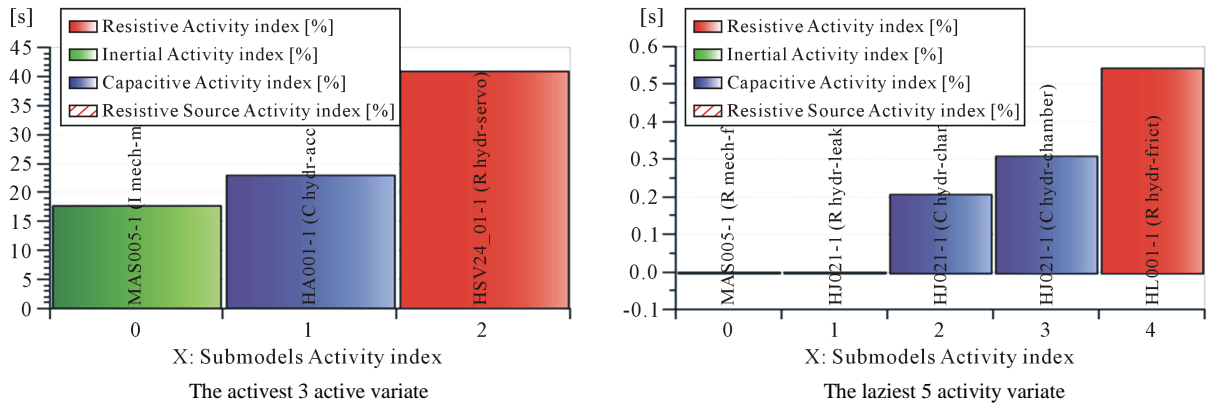 [s]
Resistive Activity index [%]
Inertial Activity index [%]
Capacitive Activity index [%]
Resistive Source Activity index [%]
45
40
35
30
25
20
15
10
5
0
MAS005-1 (I mech-m
HA001-1 (C hydr-acc
HSV24_01-1 (R hydr-servo)
0 1 2
X: Submodels Activity index
The activest 3 active variate
[s]
Resistive Activity index [%]
Inertial Activity index [%]
Capacitive Activity index [%]
Resistive Source Activity index [%]
0.6
0.5
0.4
0.3
0.2
0.1
0.0
-0.1
MAS005-1 (R mech-f
HJ021-1 (R hydr-leak
HJ021-1 (C hydr-char
HJ021-1 (C hydr-chamber)
HL001-1 (R hydr-frict)
0 1 2 3 4
X: Submodels Activity index
The laziest 5 activity variate